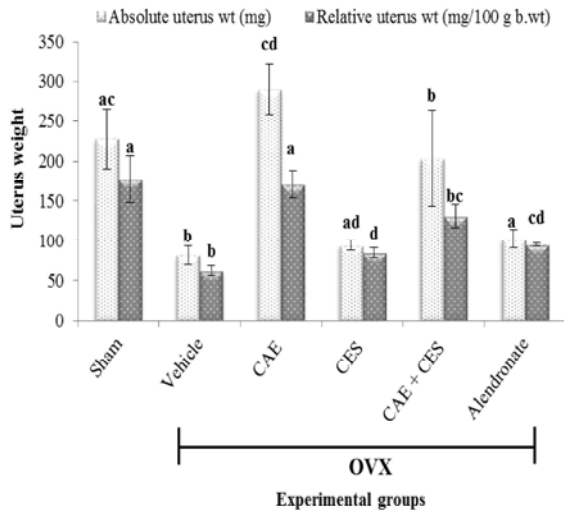 Absolute uterus wt (mg) Relative uterus wt (mg/100 g b.wt)
Uterus weight
350
300
250
200
150
100
50
0
ac a
b b
cd a
ad d
b bc
a cd
Sham Vehicle CAE CES CAE + CES Alendronate
OVX
Experimental groups